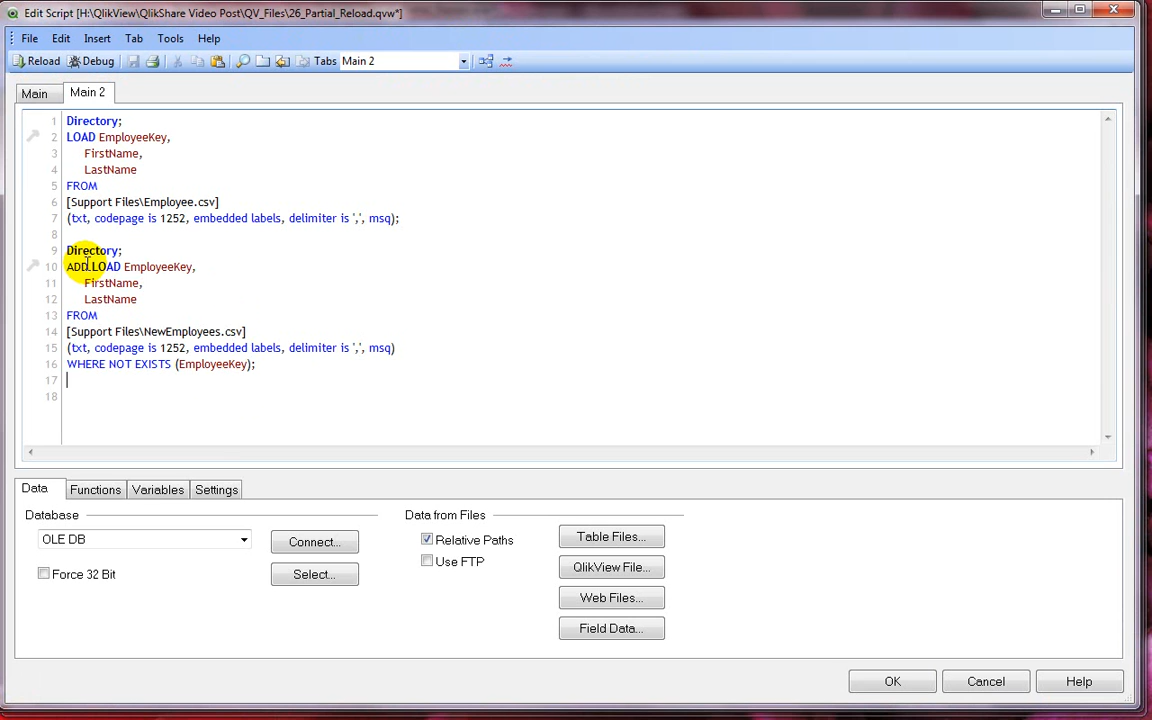 Edit Script [H:\QlikView\QlikShare Video Post\QV_Files\26_Partial_Reload.qvw*]
File Edit Insert Tab Tools Help
Reload Debug Tabs Main 2
Main Main 2
1 Directory;
2 LOAD EmployeeKey,
3 FirstName,
4 LastName
5 FROM
6 [Support Files\Employee.csv]
7 (txt, codepage is 1252, embedded labels, delimiter is ',', msq);
8
9 Directory;
10 ADD LOAD EmployeeKey,
11 FirstName,
12 LastName
13 FROM
14 [Support Files\NewEmployees.csv]
15 (txt, codepage is 1252, embedded labels, delimiter is ',', msq)
16 WHERE NOT EXISTS (EmployeeKey);
17
18
Data Functions Variables Settings
Database
OLE DB
Connect...
Force 32 Bit
Select...
Data from Files
Relative Paths
Use FTP
Table Files...
QlikView File...
Web Files...
Field Data...
OK Cancel Help